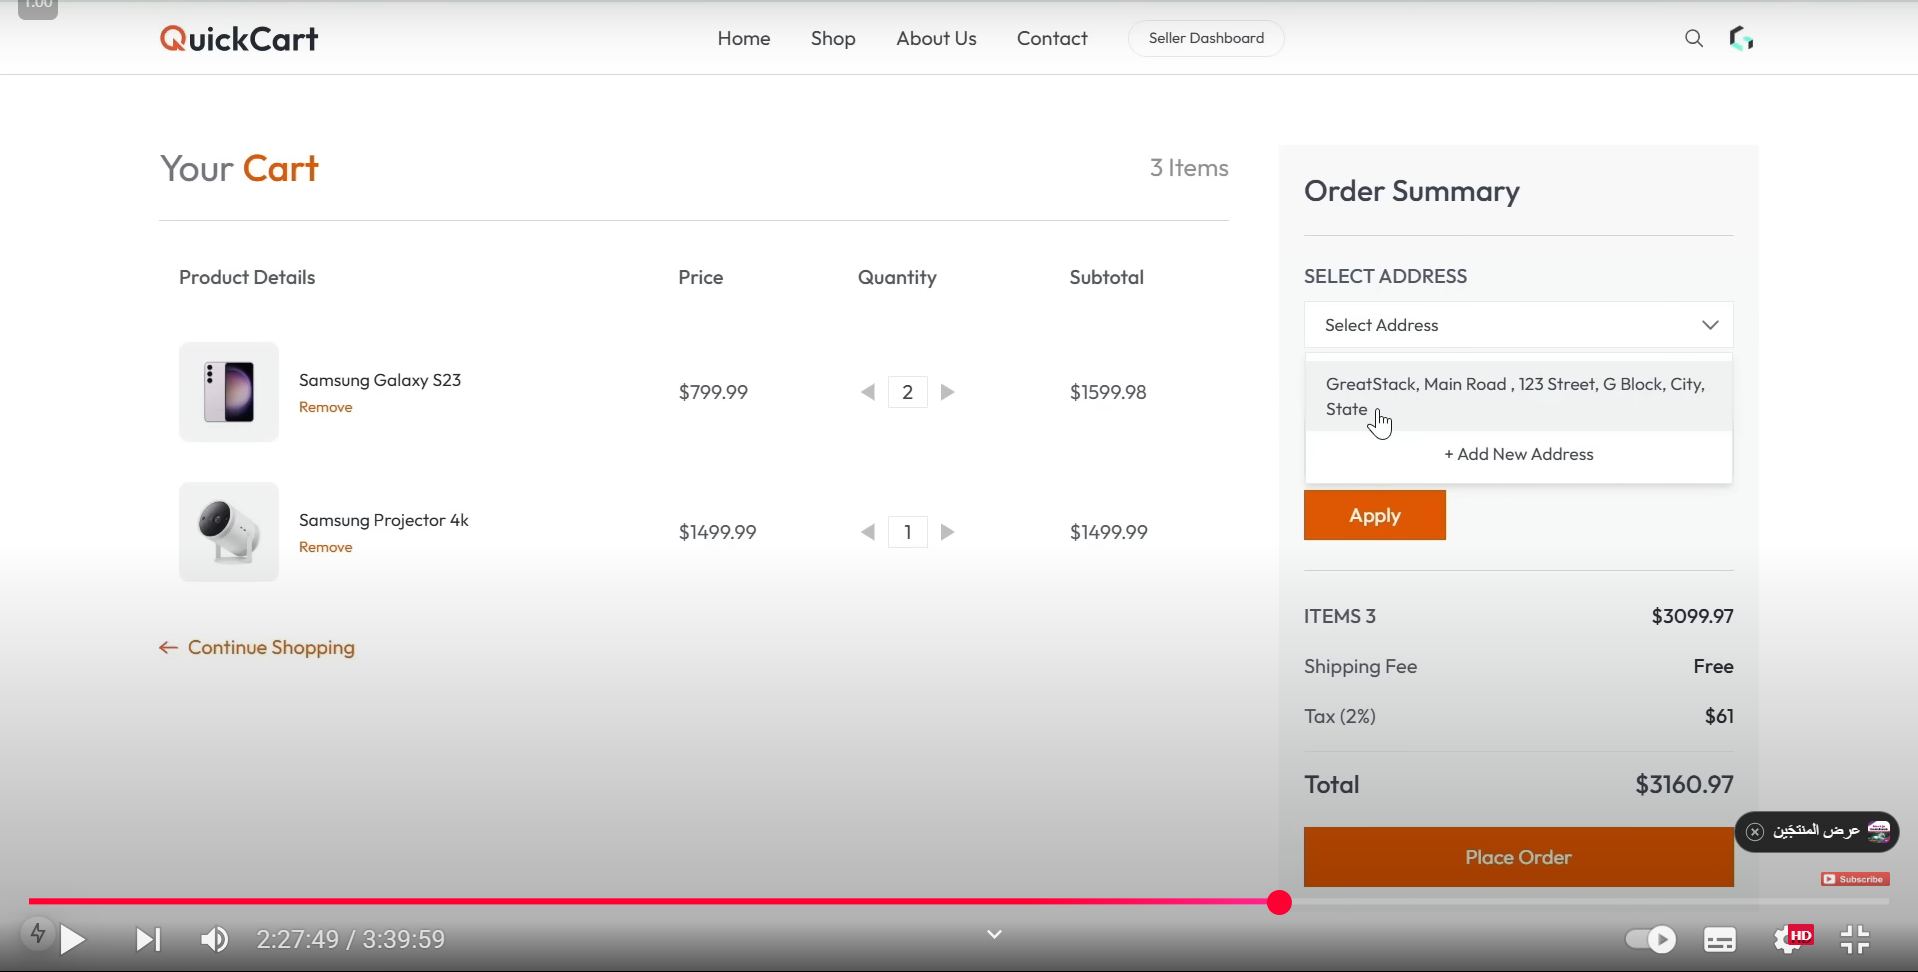 1.00
QuickCart
Home
Shop
About Us
Contact
Seller Dashboard
Your Cart
3 Items
Product Details
Price
Quantity
Subtotal
Samsung Galaxy S23
Remove
$799.99
2
$1599.98
Samsung Projector 4k
Remove
$1499.99
1
$1499.99
Continue Shopping
Order Summary
SELECT ADDRESS
Select Address
GreatStack, Main Road , 123 Street, G Block, City,
State
+ Add New Address
Apply
ITEMS 3
$3099.97
Shipping Fee
Free
Tax (2%)
$61
Total
$3160.97
عرض المنتجَين
Place Order
Subscribe
2:27:49 / 3:39:59
HD